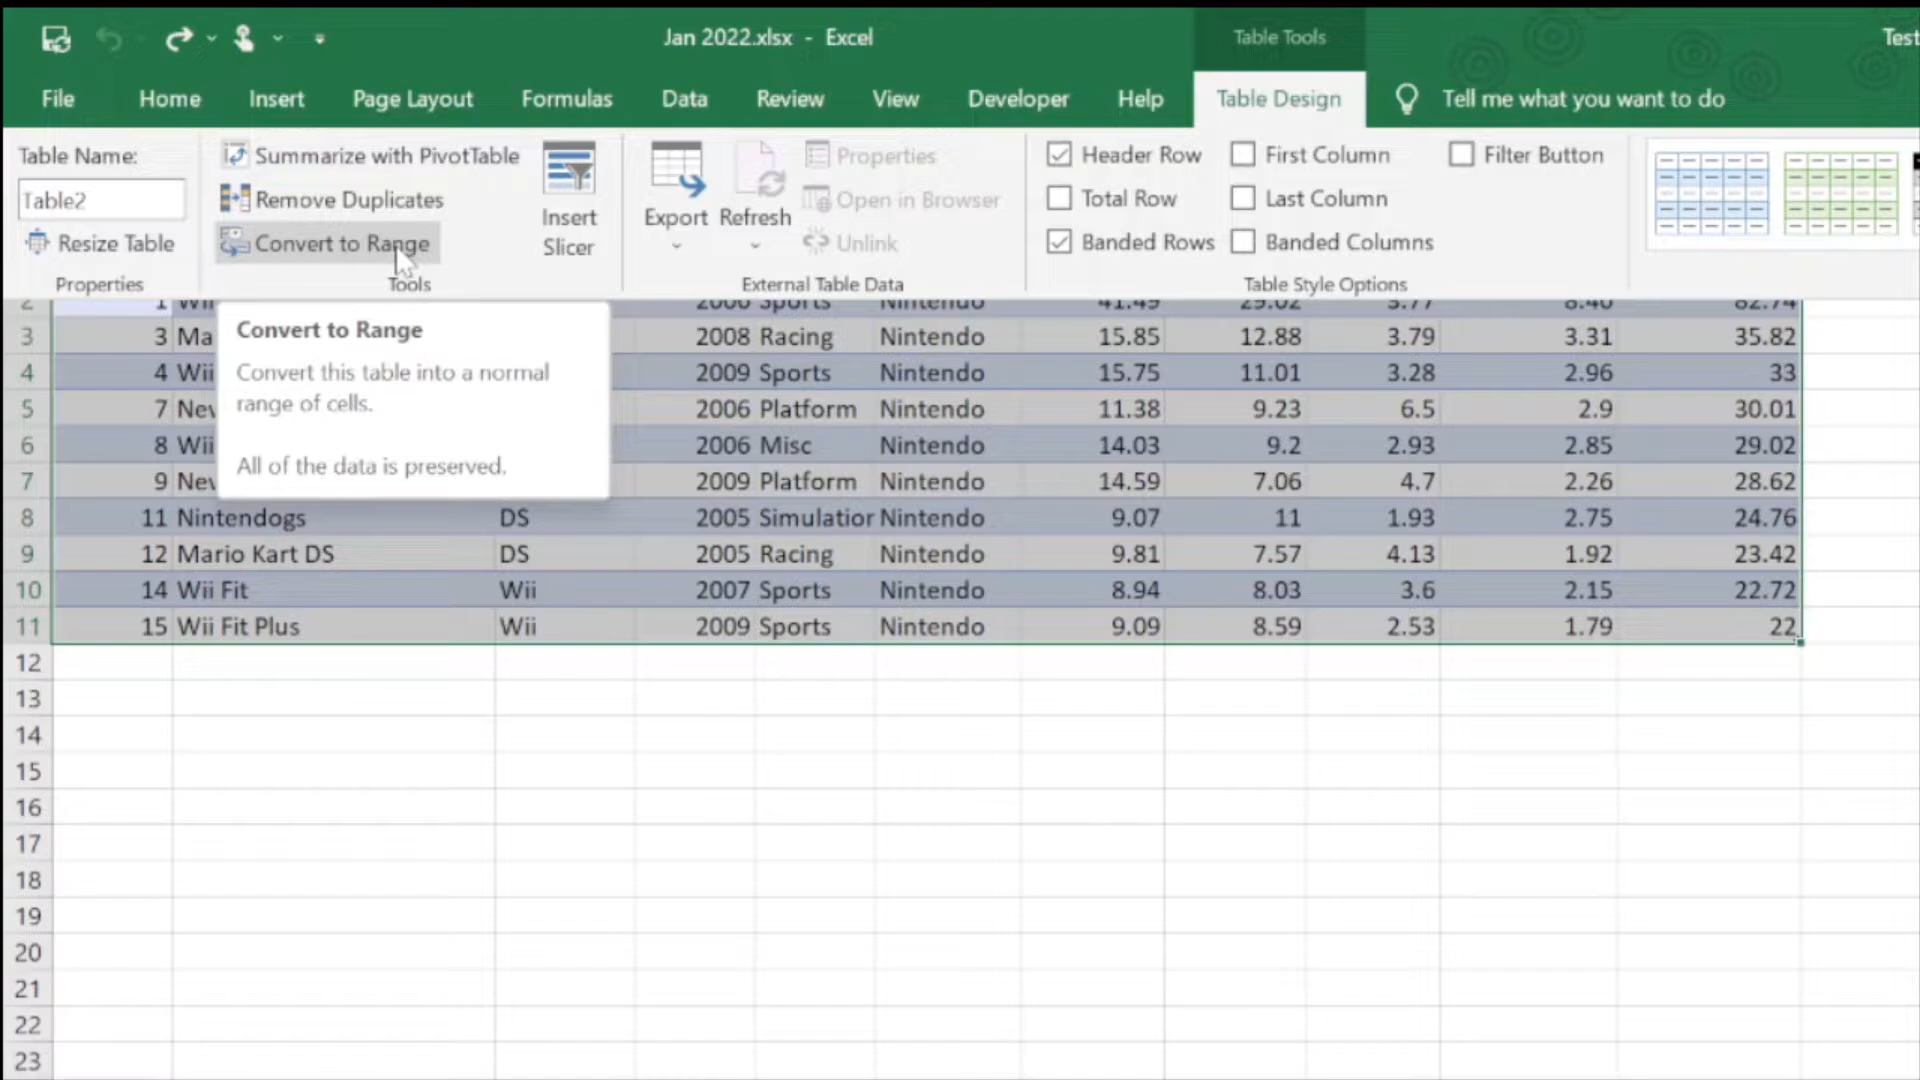 Jan 2022.xlsx - Excel
Table Tools
Test
File Home Insert Page Layout Formulas Data Review View Developer Help Table Design Tell me what you want to do
Table Name:
Table2
Resize Table
Properties
Summarize with PivotTable
Remove Duplicates
Convert to Range
Tools
Insert
Slicer
Export
Refresh
Properties
Open in Browser
Unlink
External Table Data
Header Row First Column Filter Button
Total Row Last Column
Banded Rows Banded Columns
Table Style Options
Convert to Range
Convert this table into a normal
range of cells.
All of the data is preserved.
2 1 Wii Sports Nintendo 41.49 29.02 3.77 8.46 82.74
3 3 Ma 2008 Racing Nintendo 15.85 12.88 3.79 3.31 35.82
4 4 Wii 2009 Sports Nintendo 15.75 11.01 3.28 2.96 33
5 7 Nev 2006 Platform Nintendo 11.38 9.23 6.5 2.9 30.01
6 8 Wii 2006 Misc Nintendo 14.03 9.2 2.93 2.85 29.02
7 9 Nev 2009 Platform Nintendo 14.59 7.06 4.7 2.26 28.62
8 11 Nintendogs DS 2005 Simulation Nintendo 9.07 11 1.93 2.75 24.76
9 12 Mario Kart DS DS 2005 Racing Nintendo 9.81 7.57 4.13 1.92 23.42
10 14 Wii Fit Wii 2007 Sports Nintendo 8.94 8.03 3.6 2.15 22.72
11 15 Wii Fit Plus Wii 2009 Sports Nintendo 9.09 8.59 2.53 1.79 22
12
13
14
15
16
17
18
19
20
21
22
23